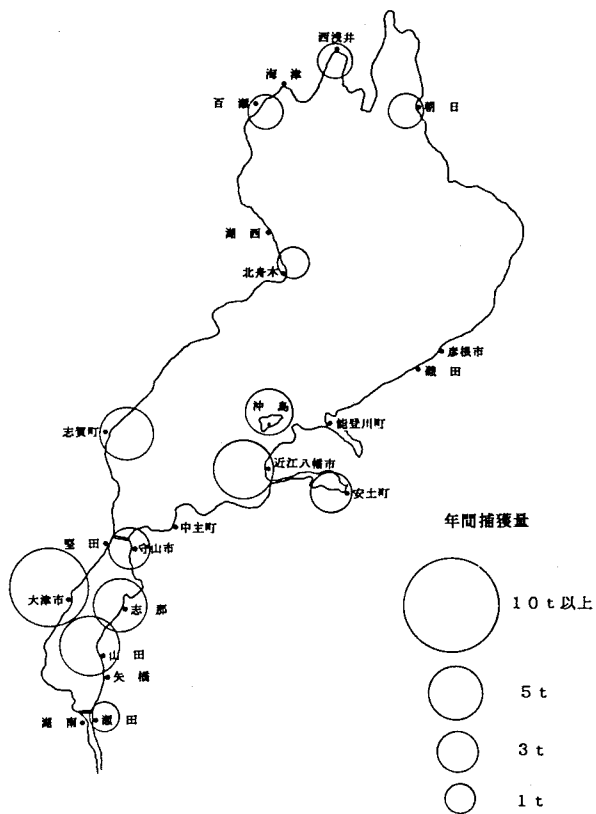 西浅井
海津
百瀬
朝日
湖西
北舟木
彦根市
磯田
沖島
能登川町
志賀町
近江八幡市
安土町
年間捕獲量
中主町
堅田
守山市
10t以上
大津市
志那
山田
矢橋
5t
湖南
瀬田
3t
1t